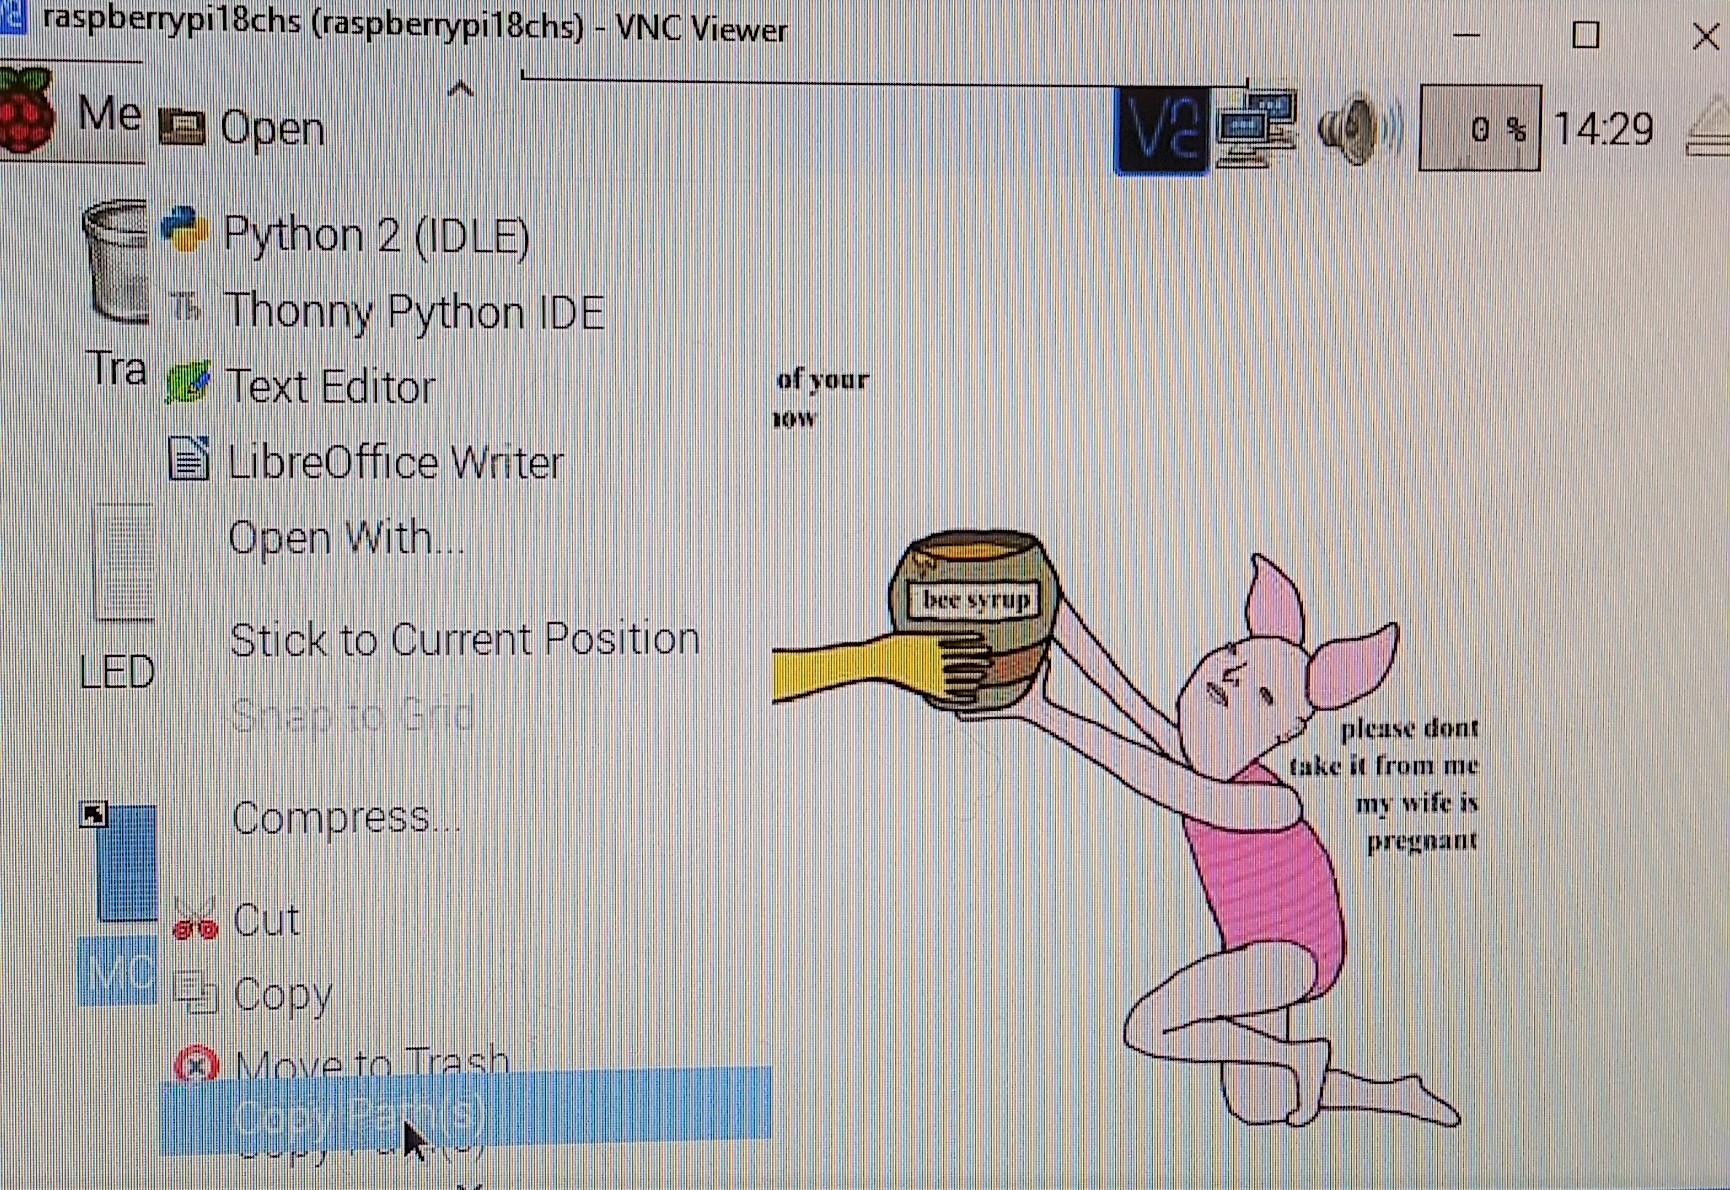 raspberrypi18chs (raspberrypi18chs) - VNC Viewer
Me
Open
0 %
14:29
Python 2 (IDLE)
Thonny Python IDE
Tra
Text Editor
LibreOffice Writer
Open With...
LED
Stick to Current Position
Snap to Grid
Compress...
MC
Cut
Copy
Move to Trash
Copy Path(s)
of your
bee syrup
please dont
take it from me
my wife is
pregnant